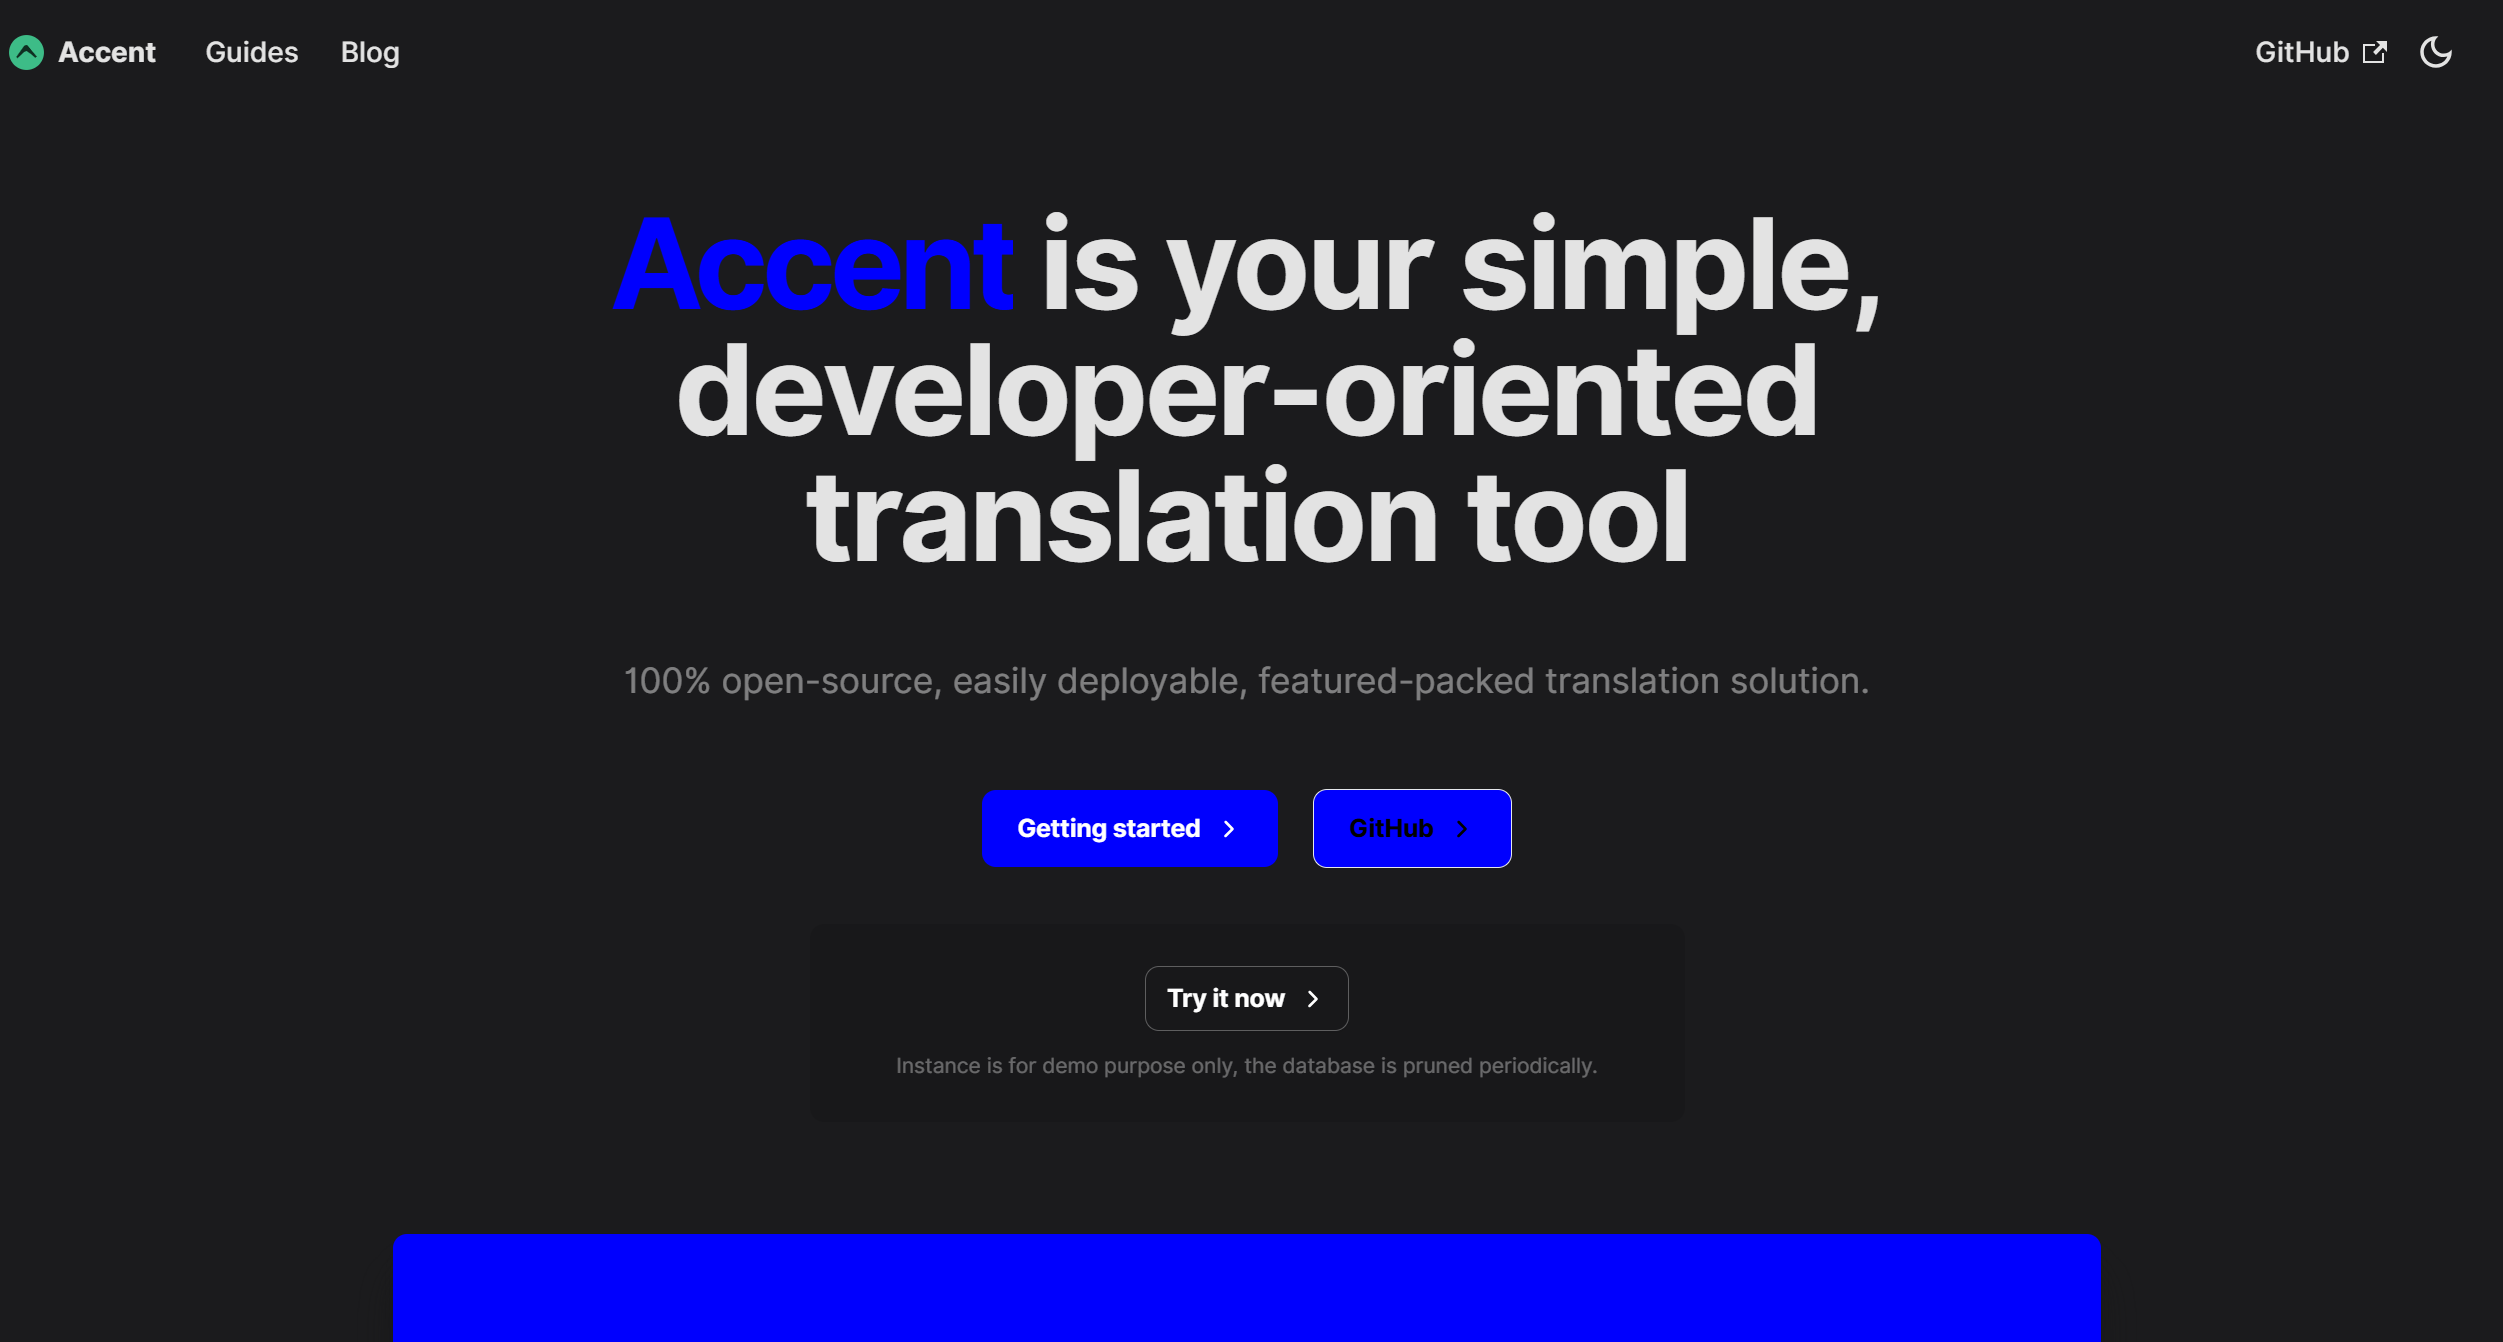 Accent Guides Blog GitHub
Accent is your simple,
developer-oriented
translation tool
100% open-source, easily deployable, featured-packed translation solution.
Getting started GitHub
Try it now
Instance is for demo purpose only, the database is pruned periodically.